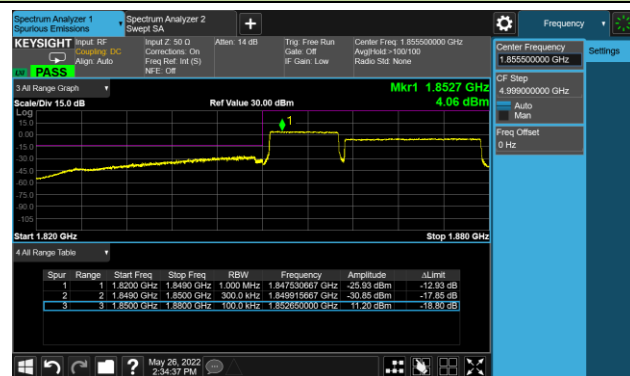 Spectrum Analyzer 1
Spurious Emissions
Spectrum Analyzer 2
Swept SA
+
Frequency
KEYSIGHT
Input: RF
Coupling: DC
Align: Auto
Input Z: 50 Ω
Corrections: On
Freq Ref: Int (S)
NFE: Off
Atten: 14 dB
Trig: Free Run
Gate: Off
IF Gain: Low
Center Freq: 1.855500000 GHz
Avg|Hold:>100/100
Radio Std: None
PASS
Center Frequency
1.855500000 GHz
Settings
CF Step
4.999000000 GHz
Auto
Man
Freq Offset
0 Hz
3 All Range Graph
Mkr1 1.8527 GHz
Scale/Div 15.0 dB
Ref Value 30.00 dBm
4.06 dBm
Log
15.0
0.00
-15.0
-30.0
-45.0
-60.0
-75.0
-90.0
-105
1
Start 1.820 GHz
Stop 1.880 GHz
4 All Range Table
Spur Range Start Freq Stop Freq RBW Frequency Amplitude ΔLimit
1 1 1.8200 GHz 1.8490 GHz 1.000 MHz 1.847530667 GHz -25.93 dBm -12.93 dB
2 2 1.8490 GHz 1.8500 GHz 300.0 kHz 1.849915667 GHz -30.85 dBm -17.85 dB
3 3 1.8500 GHz 1.8800 GHz 100.0 kHz 1.852650000 GHz 11.20 dBm -18.80 dB
?
May 26, 2022
2:34:37 PM